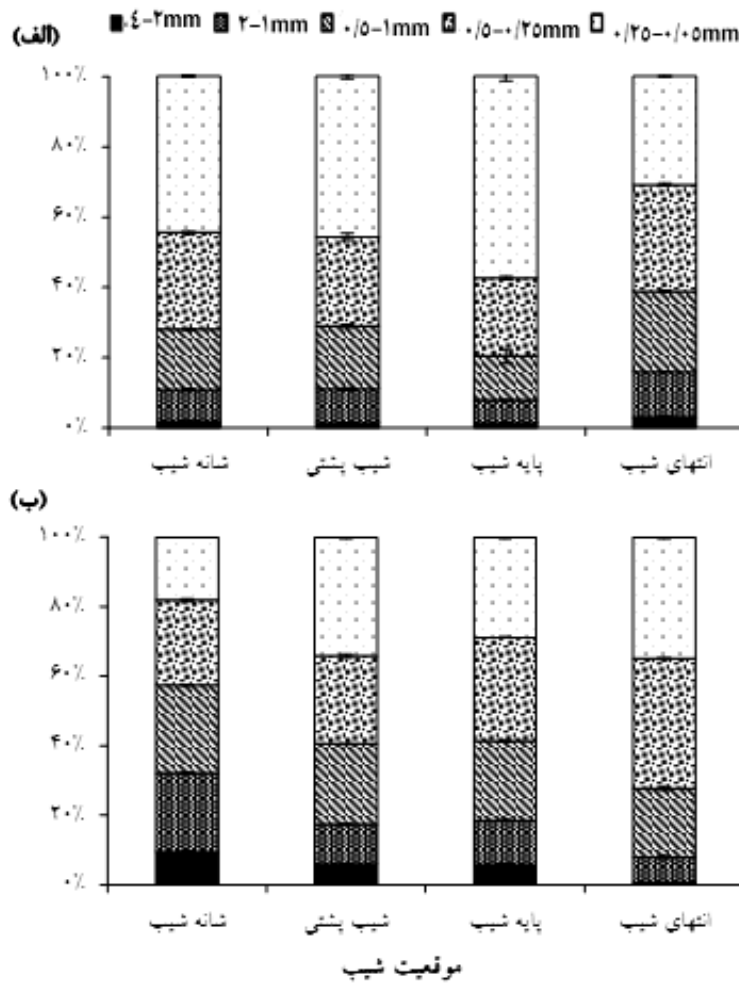 (الف) ۰.۴-۲mm ۲-۱mm ۰/۵-۱mm ۰/۵-۰/۲۵mm ۰/۲۵-۰/۰۵mm
۱۰۰٪
۸۰٪
۶۰٪
۴۰٪
۲۰٪
۰٪
شانه شیب شیب پشتی پایه شیب انتهای شیب
(ب)
۱۰۰٪
۸۰٪
۶۰٪
۴۰٪
۲۰٪
۰٪
شانه شیب شیب پشتی پایه شیب انتهای شیب
موقعیت شیب